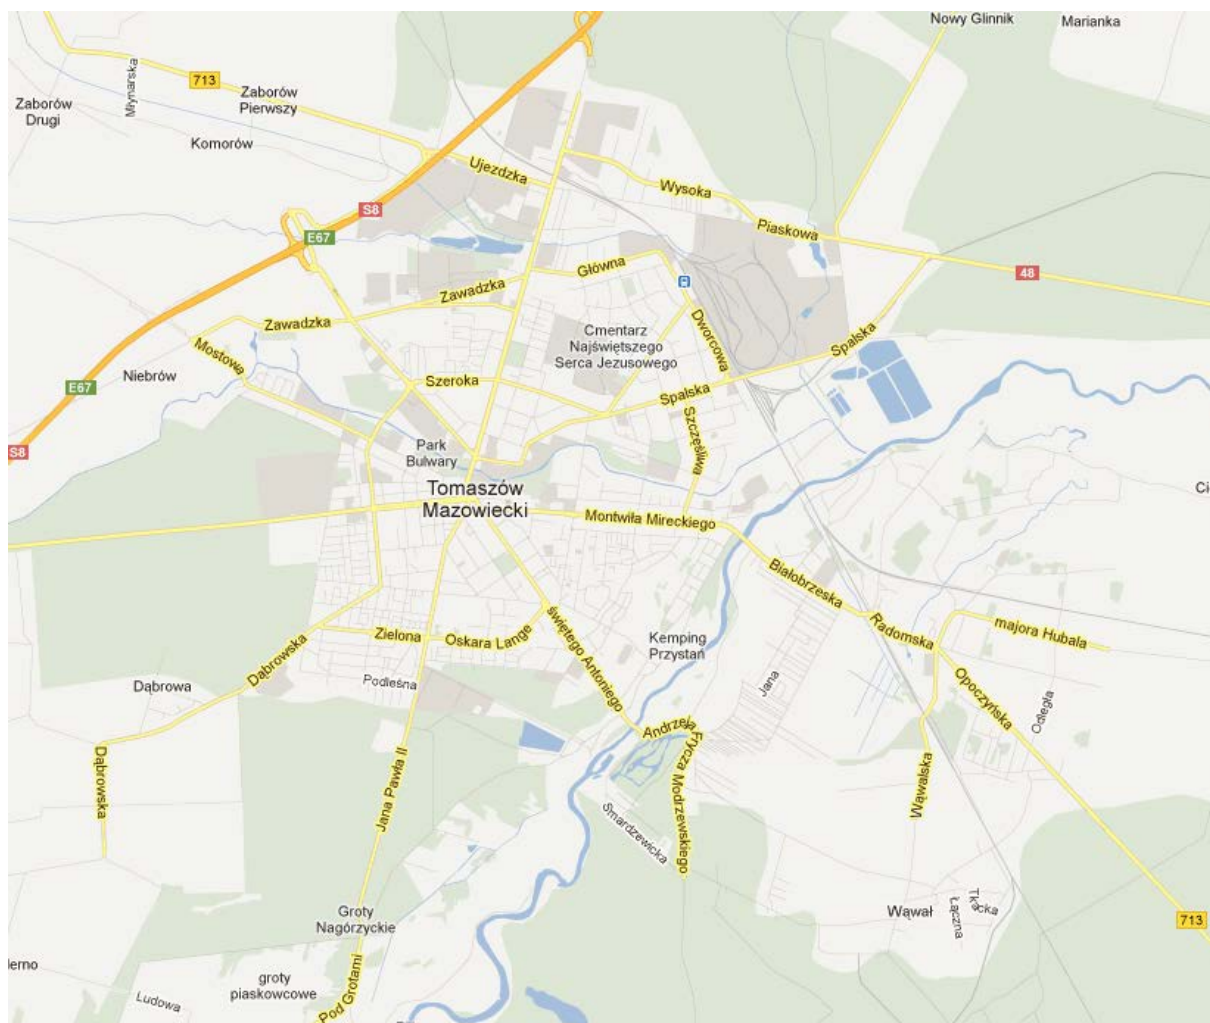 Nowy Glinnik
Marianka
Młynarska
713
Zaborów
Pierwszy
Zaborów
Drugi
Komorów
Ujezdzka
Wysoka
S8
E67
Piaskowa
48
Główna
Zawadzka
Zawadzka
Dworcowa
Cmentarz
Najświętszego
Serca Jezusowego
Spalska
Mostowa
Niebrów
E67
Szeroka
Spalska
Szczęśliwa
S8
Park
Bulwary
Tomaszów
Mazowiecki
Montwiła Mireckiego
Białobrzeska
Radomska
majora Hubala
Zielona
Oskara Lange
świętego Antoniego
Kemping
Przystań
Dąbrowska
Podleśna
Dąbrowa
Jana
Opoczyńska
Odległa
Andrzeja Frycza Modrzewskiego
Dąbrowska
Jana Pawła II
Wąwalska
Smardzewicka
Wąwał
Tkacka
Łączna
713
Groty
Nagórzyckie
groty
piaskowcowe
Ludowa
Pod Grotami